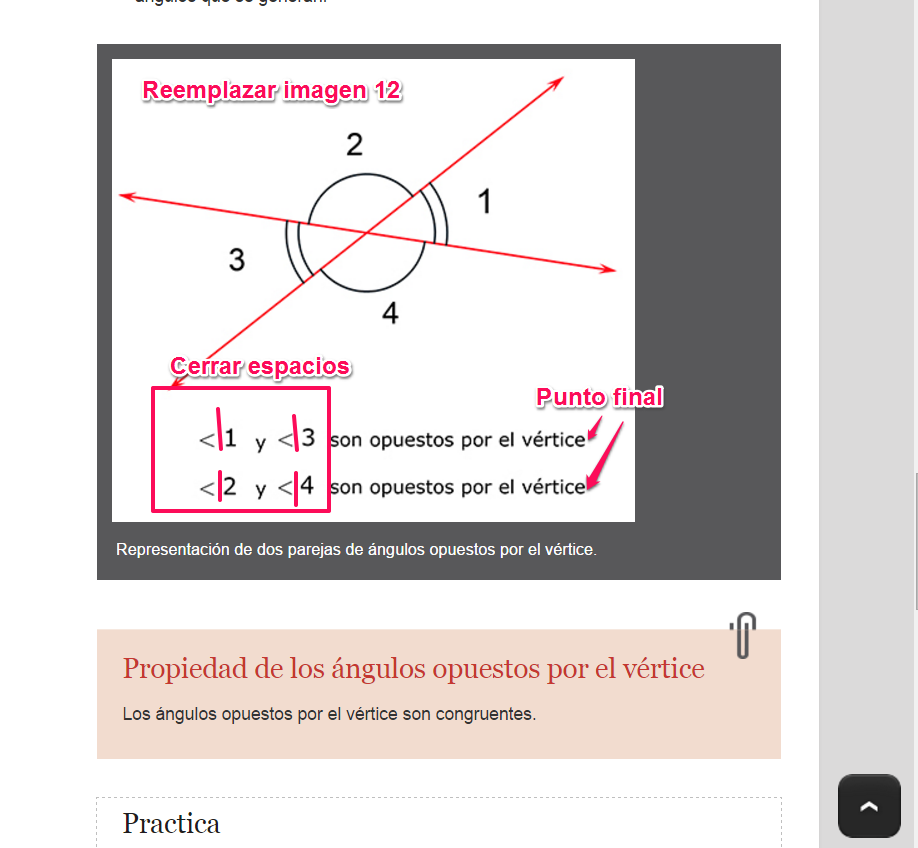 ángulos que se generan.
Reemplazar imagen 12
2
1
3
4
Cerrar espacios
Punto final
< 1 y < 3 son opuestos por el vértice
< 2 y < 4 son opuestos por el vértice
Representación de dos parejas de ángulos opuestos por el vértice.
Propiedad de los ángulos opuestos por el vértice
Los ángulos opuestos por el vértice son congruentes.
Practica